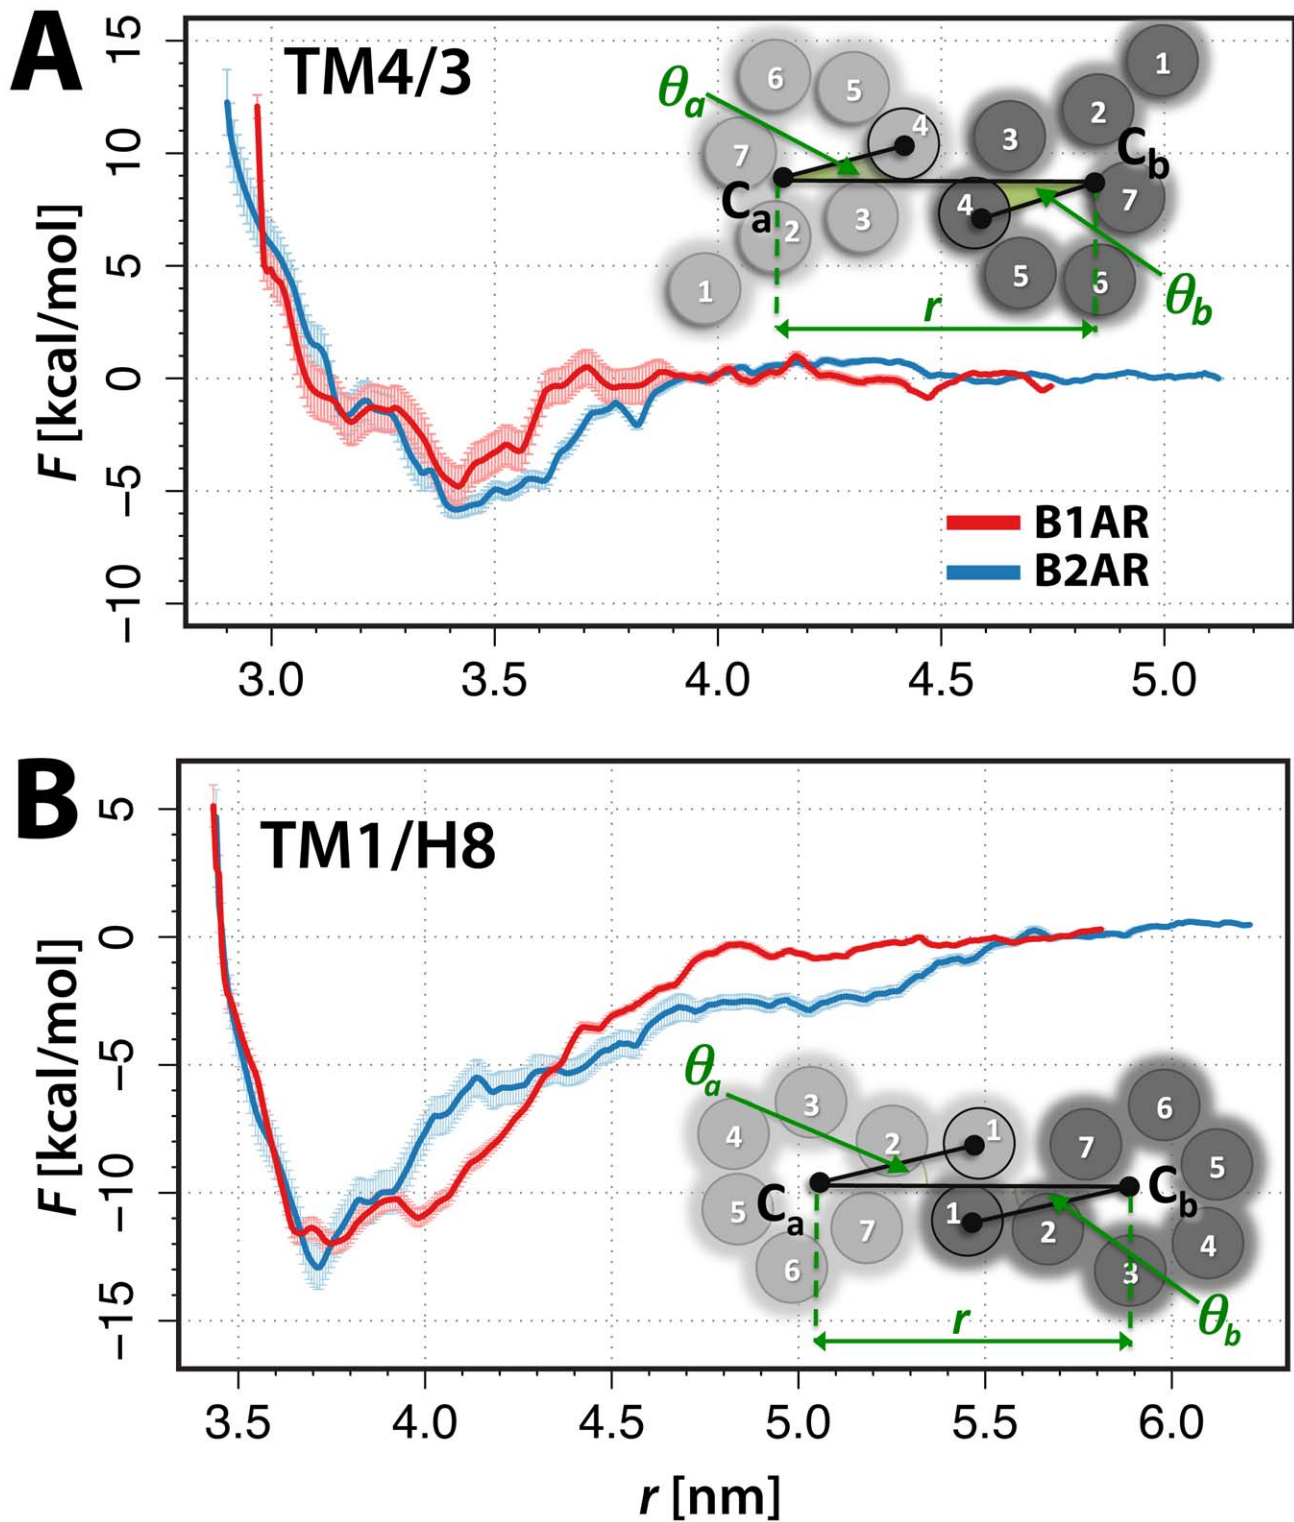 A
TM4/3
F [kcal/mol]
15
10
5
0
−5
−10
3.0 3.5 4.0 4.5 5.0
θa
6 5 4 7 3 2 1
Ca
1 2 3 4 7 5 6
Cb
θb
r
B1AR
B2AR
B
TM1/H8
F [kcal/mol]
5
0
−5
−10
−15
3.5 4.0 4.5 5.0 5.5 6.0
θa
3 4 2 1 5 7 6
Ca
6 7 5 1 2 4 3
Cb
θb
r
r [nm]